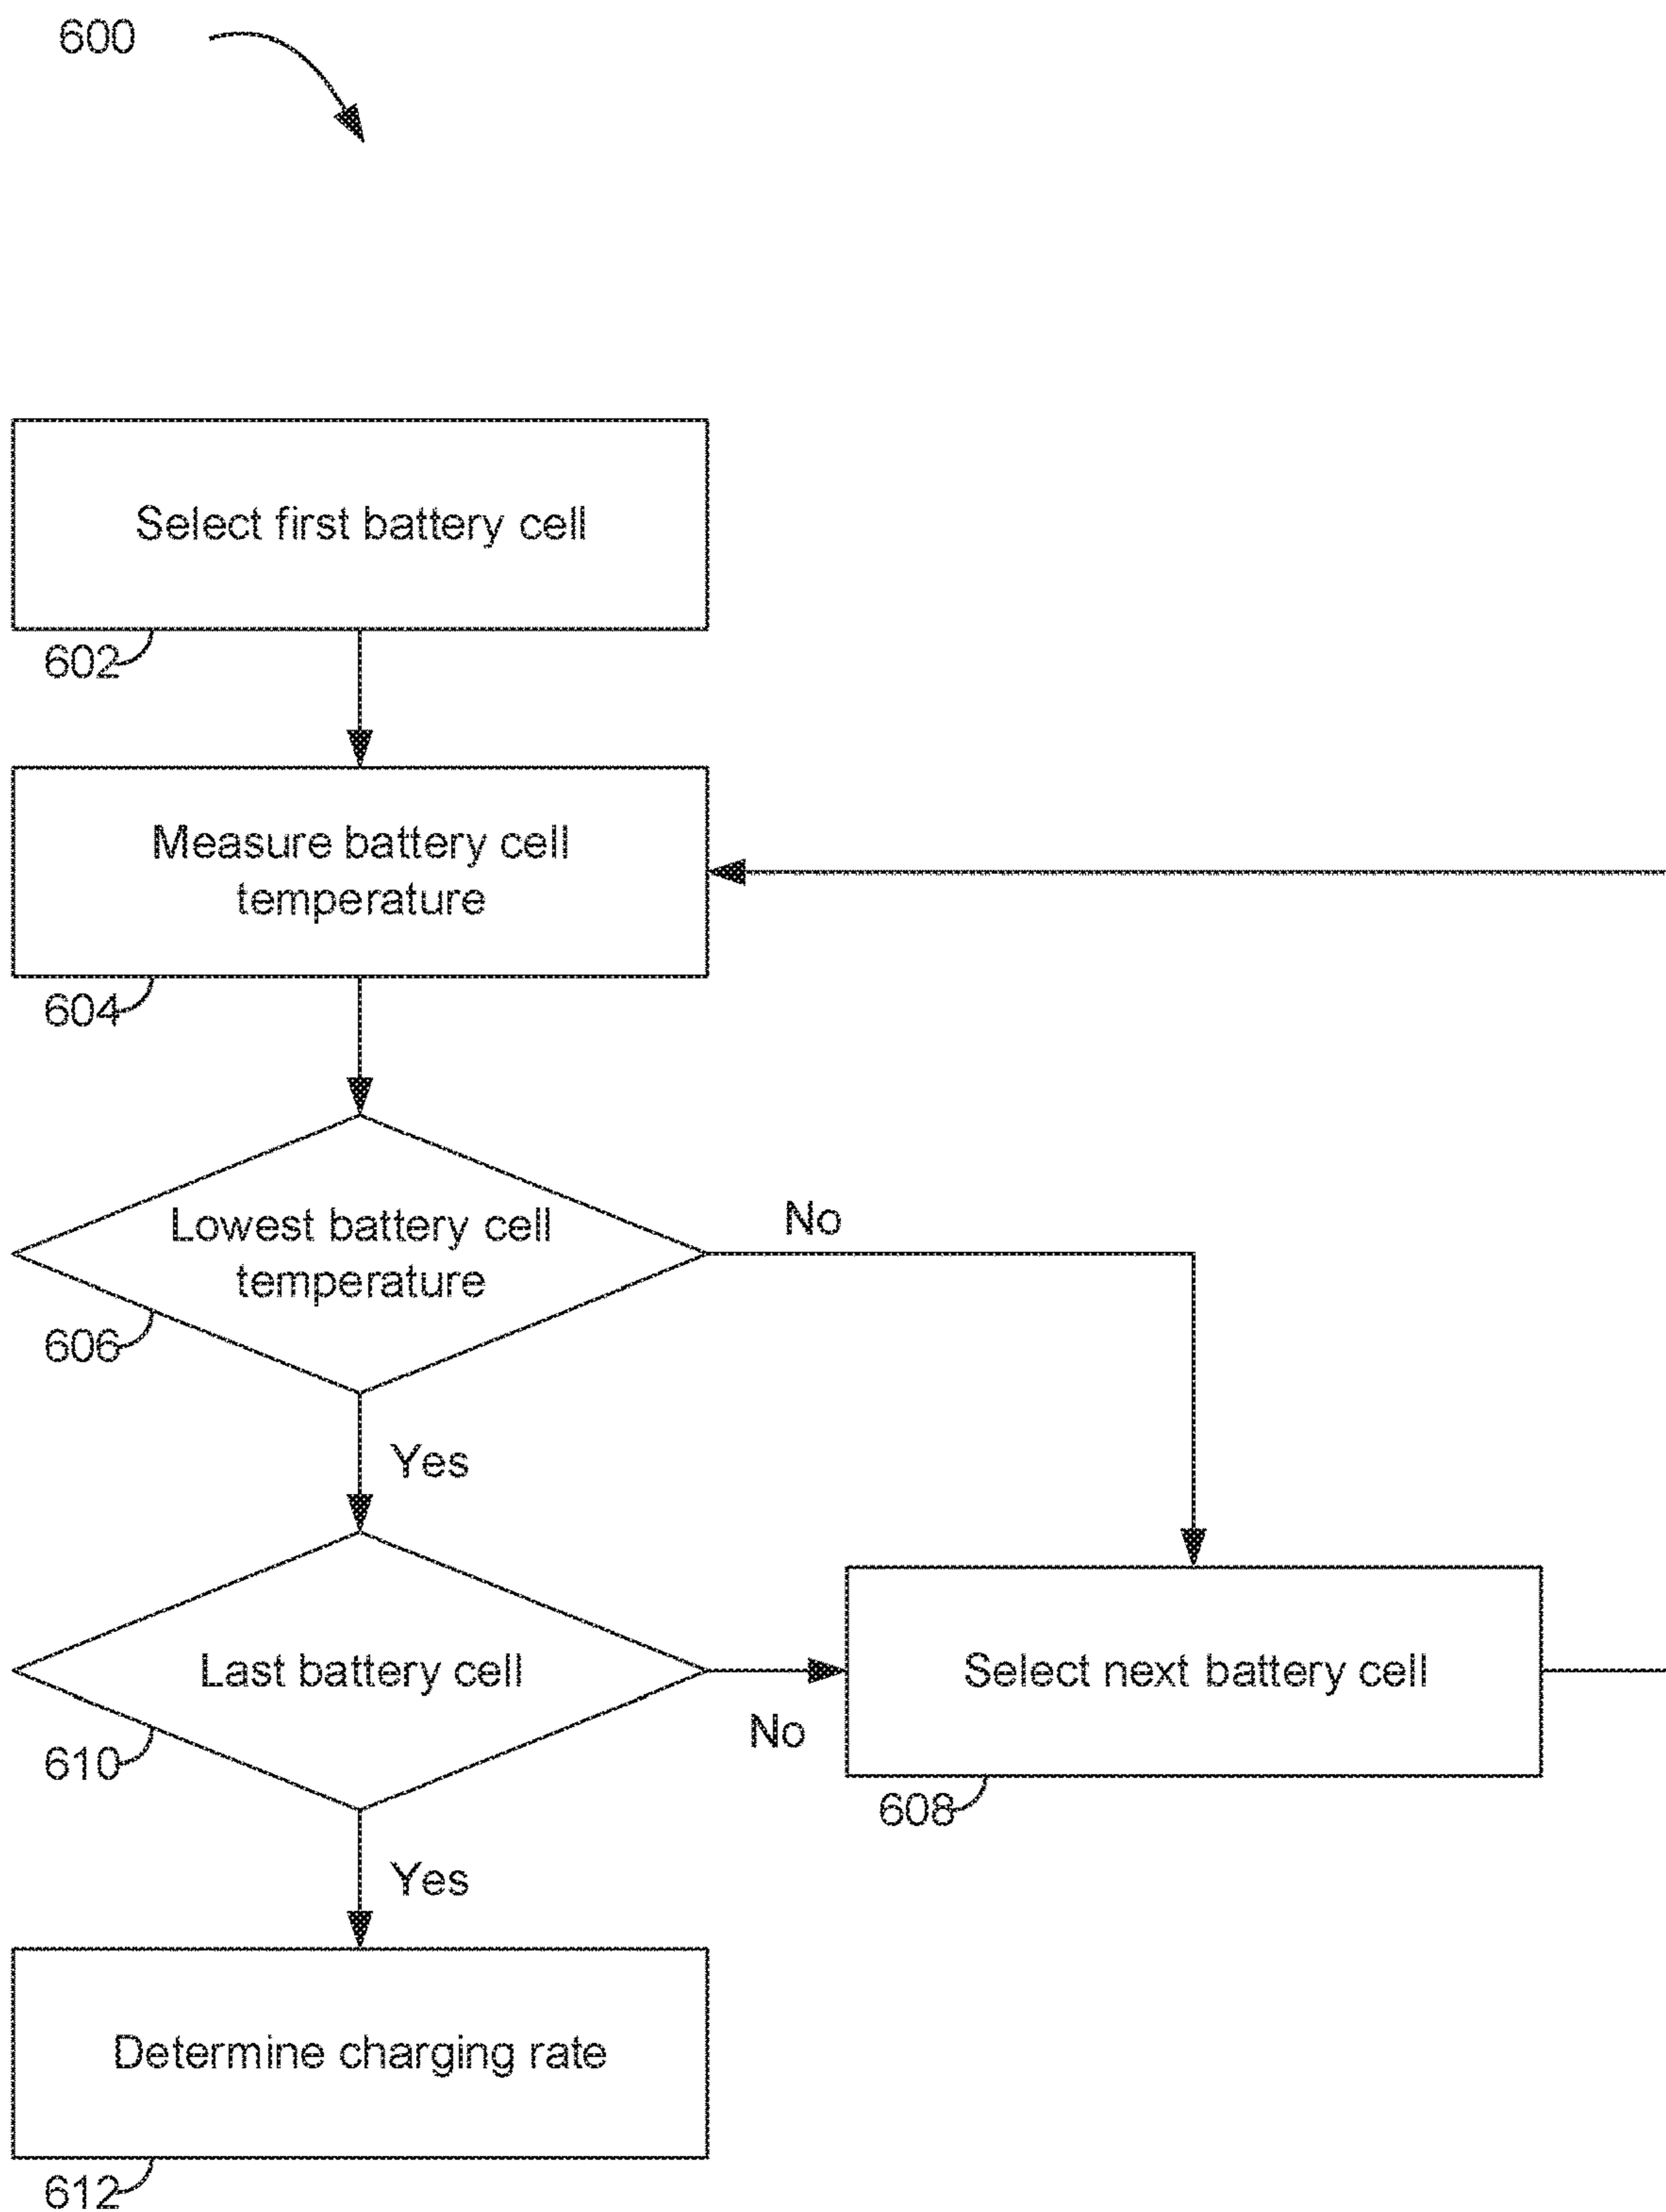 600
Select first battery cell
602
Measure battery cell
temperature
604
Lowest battery cell
temperature
No
606
Yes
Last battery cell
Select next battery cell
No
610
608
Yes
Determine charging rate
612